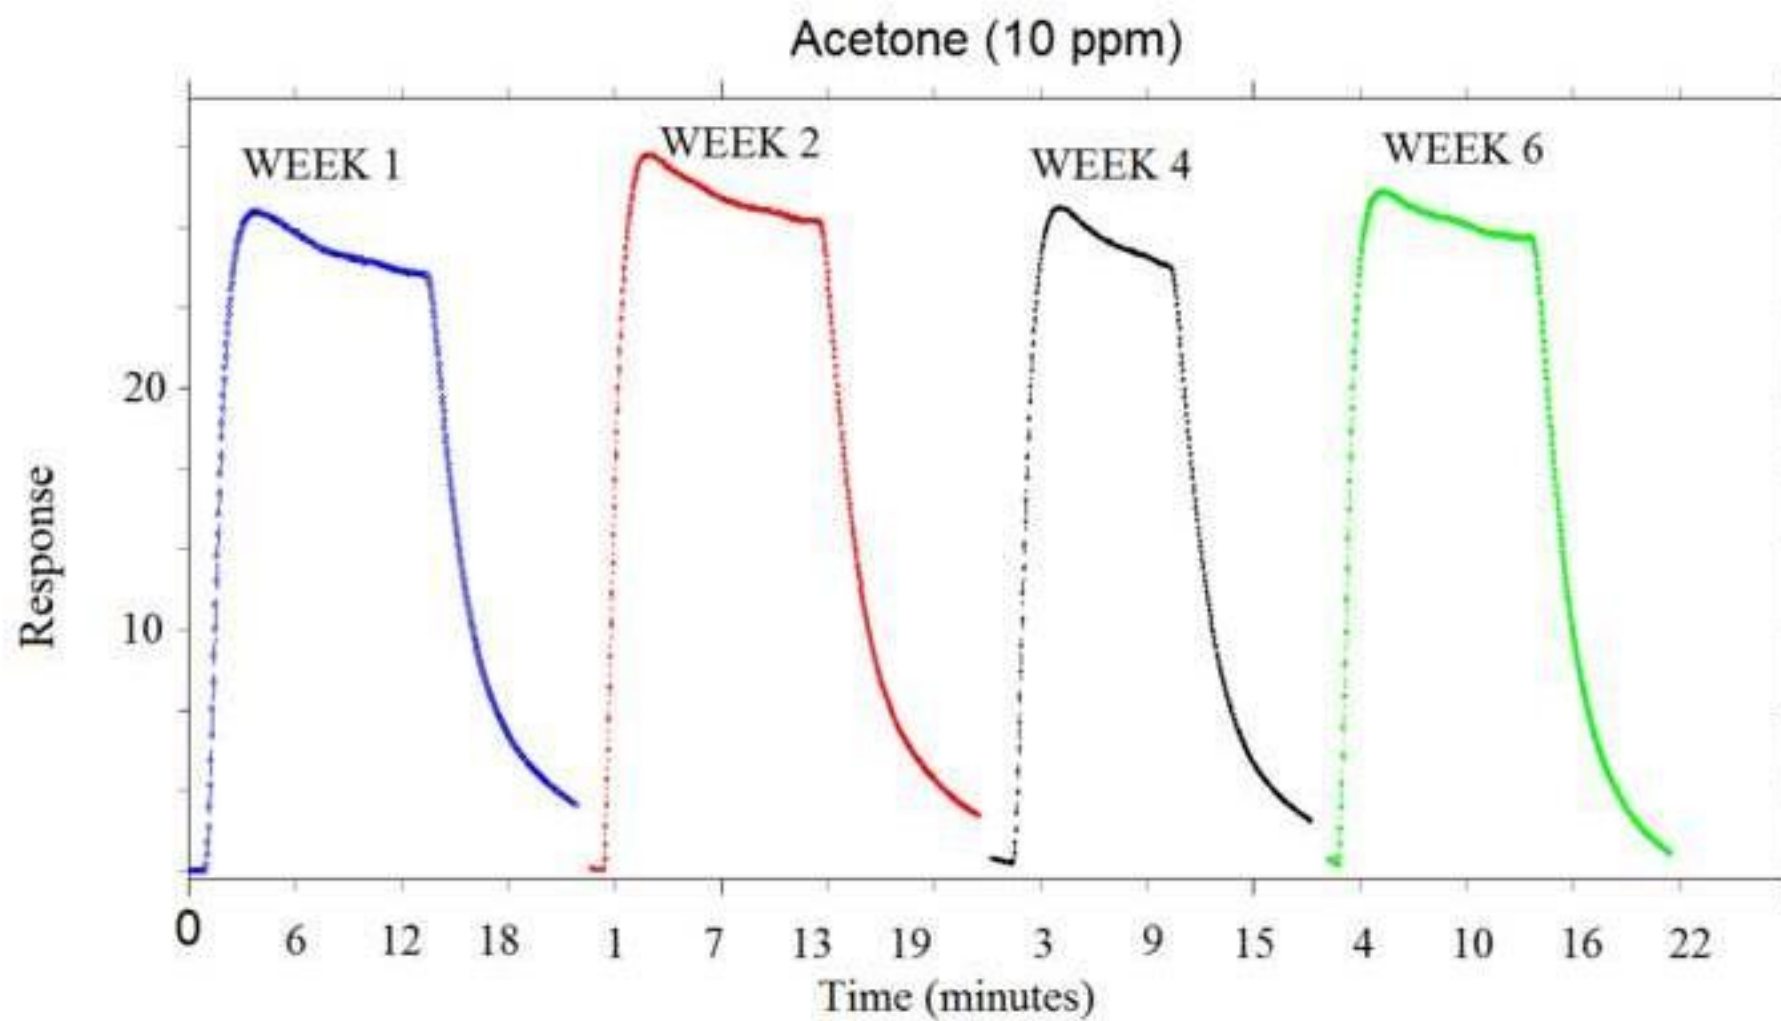 Acetone (10 ppm)
WEEK 1
WEEK 2
WEEK 4
WEEK 6
20
10
Response
0 6 12 18 1 7 13 19 3 9 15 4 10 16 22
Time (minutes)